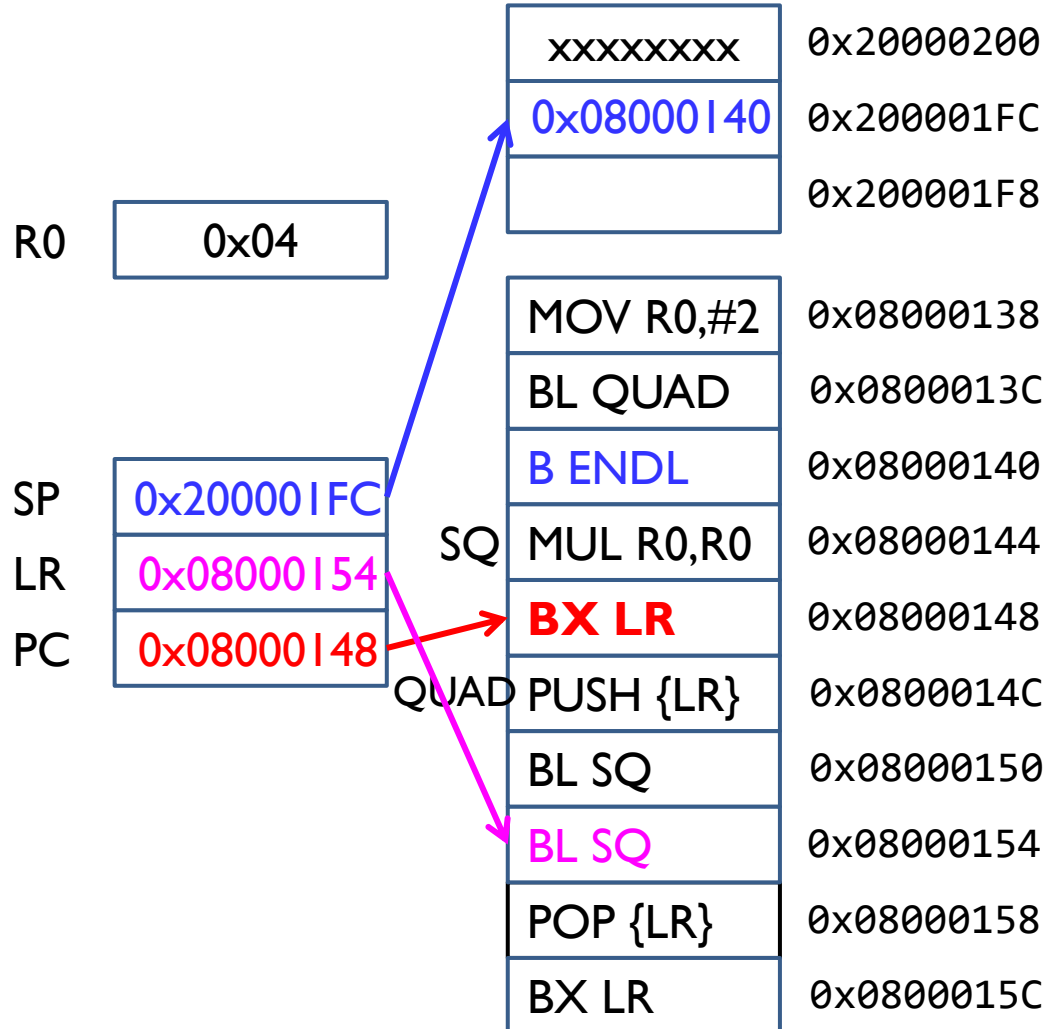 xxxxxxxx 0x20000200
0x08000140 0x200001FC
0x200001F8
R0 0x04
MOV R0,#2 0x08000138
BL QUAD 0x0800013C
SP 0x200001FC B ENDL 0x08000140
LR 0x08000154 SQ MUL R0,R0 0x08000144
PC 0x08000148 BX LR 0x08000148
QUAD PUSH {LR} 0x0800014C
BL SQ 0x08000150
BL SQ 0x08000154
POP {LR} 0x08000158
BX LR 0x0800015C